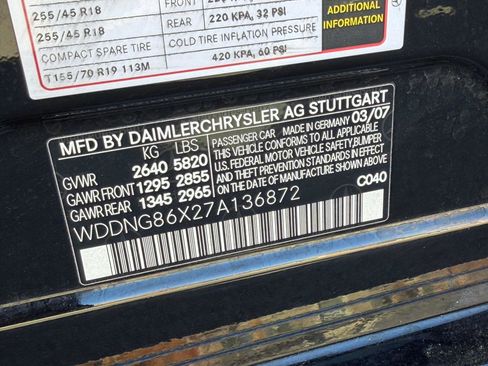 FRONT
255/45 R18
REAR
220 KPA, 32 PSI
255/45 R18
COLD TIRE INFLATION PRESSURE
COMPACT SPARE TIRE
420 KPA, 60 PSI
T155/70 R19 113M
ADDITIONAL
INFORMATION
MFD BY DAIMLERCHRYSLER AG STUTTGART
KG LBS
GVWR 2640 5820
GAWR FRONT 1295 2855
GAWR REAR 1345 2965
PASSENGER CAR MADE IN GERMANY 03/07
THIS VEHICLE CONFORMS TO ALL APPLICABLE
U.S. FEDERAL MOTOR VEHICLE SAFETY,BUMPER
AND THEFT PREVENTION STANDARDS IN EFFECT
ON THE DATE OF MANUFACTURE SHOWN ABOVE
C040
WDDNG86X27A136872